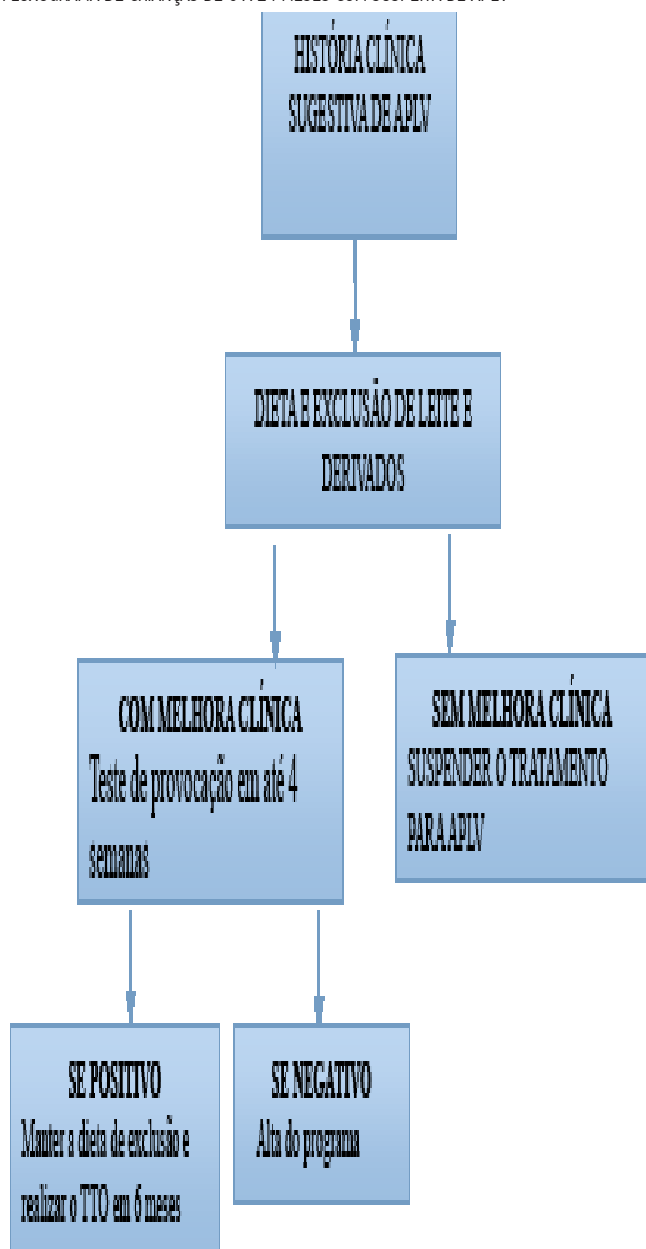 HISTÓRIA CLÍNICA
SUGESTIVA DE APLV
DIETA E EXCLUSÃO DE LEITE E
DERIVADOS
COM MELHORA CLÍNICA
Teste de provocação em até 4
semanas
SEM MELHORA CLÍNICA
SUSPENDER O TRATAMENTO
PARA APLV
SE POSITIVO
Manter a dieta de exclusão e
realizar o TTO em 6 meses
SE NEGATIVO
Alta do programa